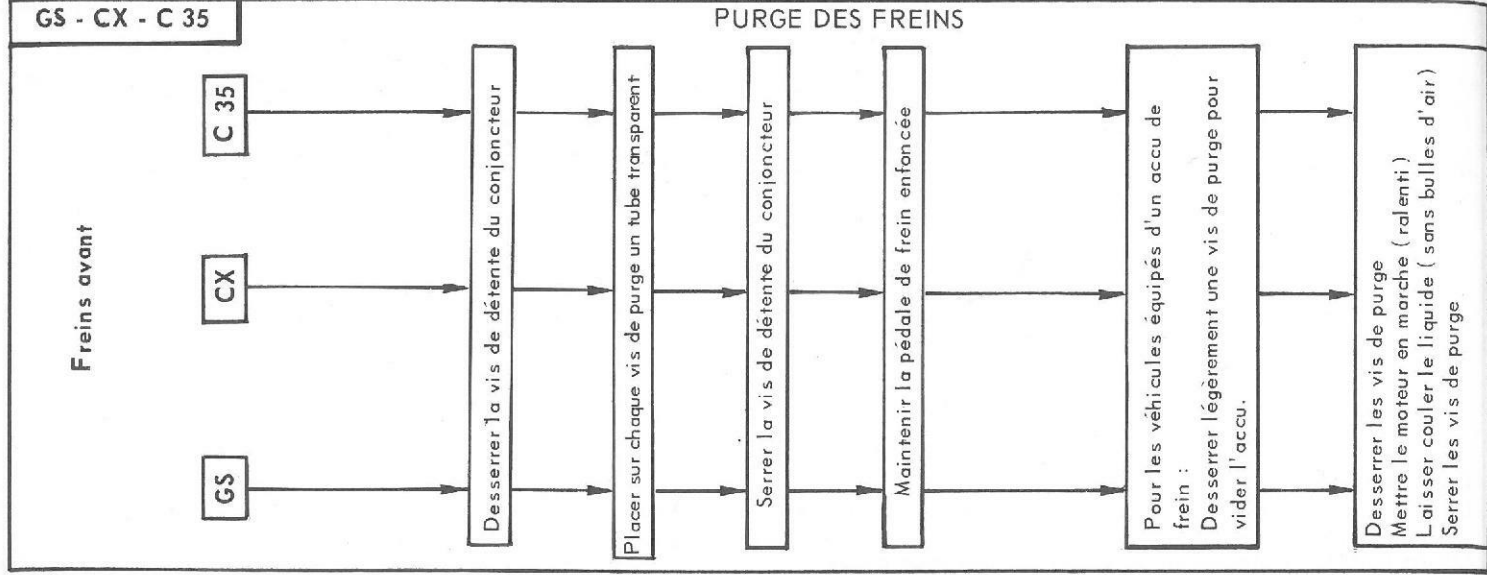 GS - CX - C 35
PURGE DES FREINS
Freins avant
GS
CX
C 35
Desserrer la vis de détente du conjoncteur
Placer sur chaque vis de purge un tube transparent
Serrer la vis de détente du conjoncteur
Maintenir la pédale de frein enfoncée
Pour les véhicules équipés d'un accu de
frein :
Desserrer légèrement une vis de purge pour
vider l'accu.
Desserrer les vis de purge
Mettre le moteur en marche ( ralenti )
Laisser couler le liquide ( sans bulles d'air )
Serrer les vis de purge